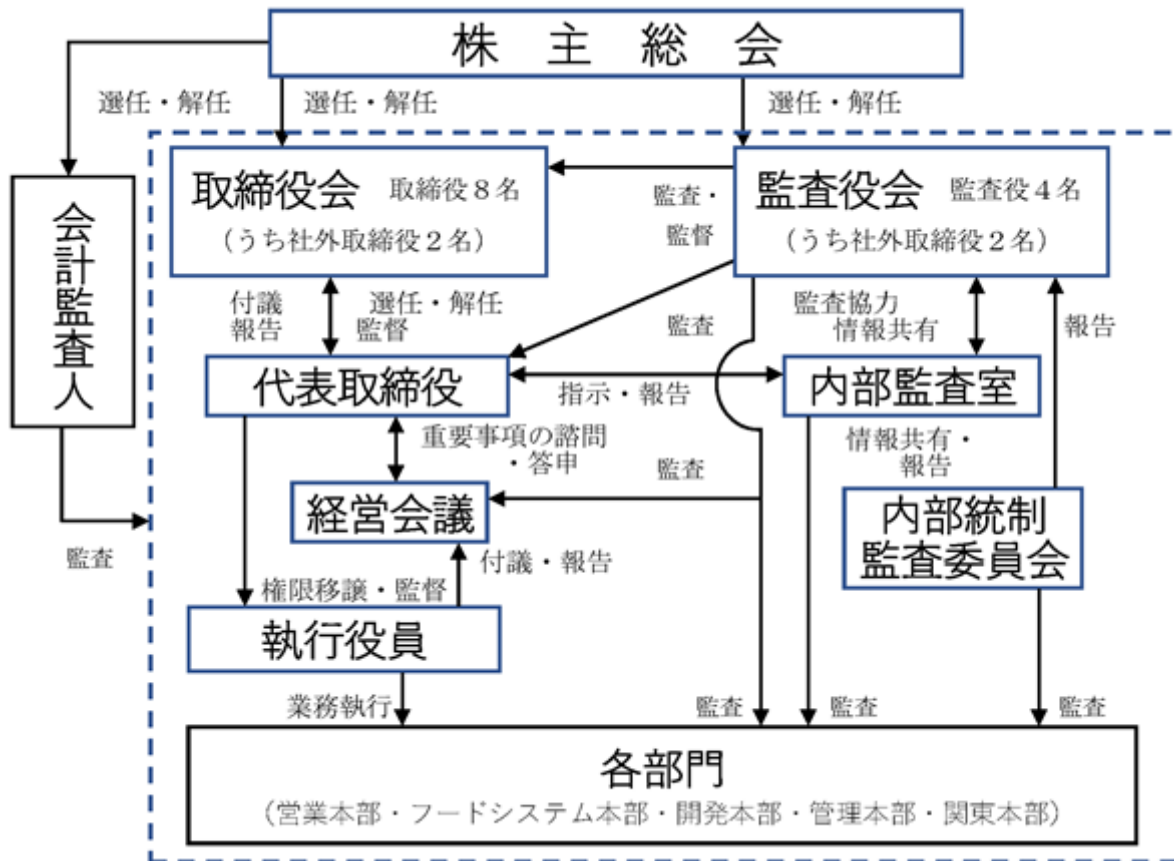 株主総会
選任・解任
選任・解任
選任・解任
取締役会 取締役8名
（うち社外取締役2名）
監査・
監督
監査役会 監査役4名
（うち社外取締役2名）
会計監査人
付議
報告
選任・解任
監督
監査
監査協力
情報共有
報告
代表取締役
指示・報告
内部監査室
重要事項の諮問
・答申
監査
情報共有・
報告
経営会議
内部統制
監査委員会
監査
付議・報告
権限移譲・監督
執行役員
業務執行
監査
監査
監査
各部門
（営業本部・フードシステム本部・開発本部・管理本部・関東本部）